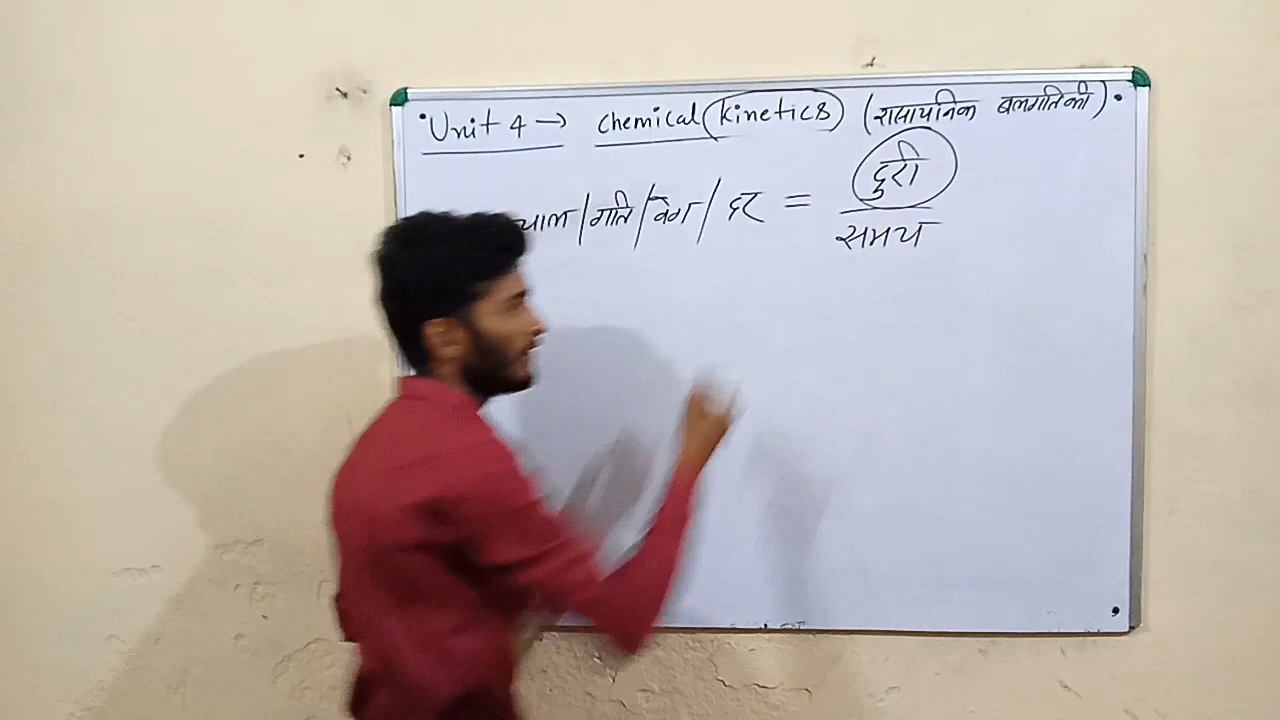 Unit 4 → Chemical kinetics (रासायनिक बलगतिकी)
चाल / गति / वेग / दर = दुरी
समय